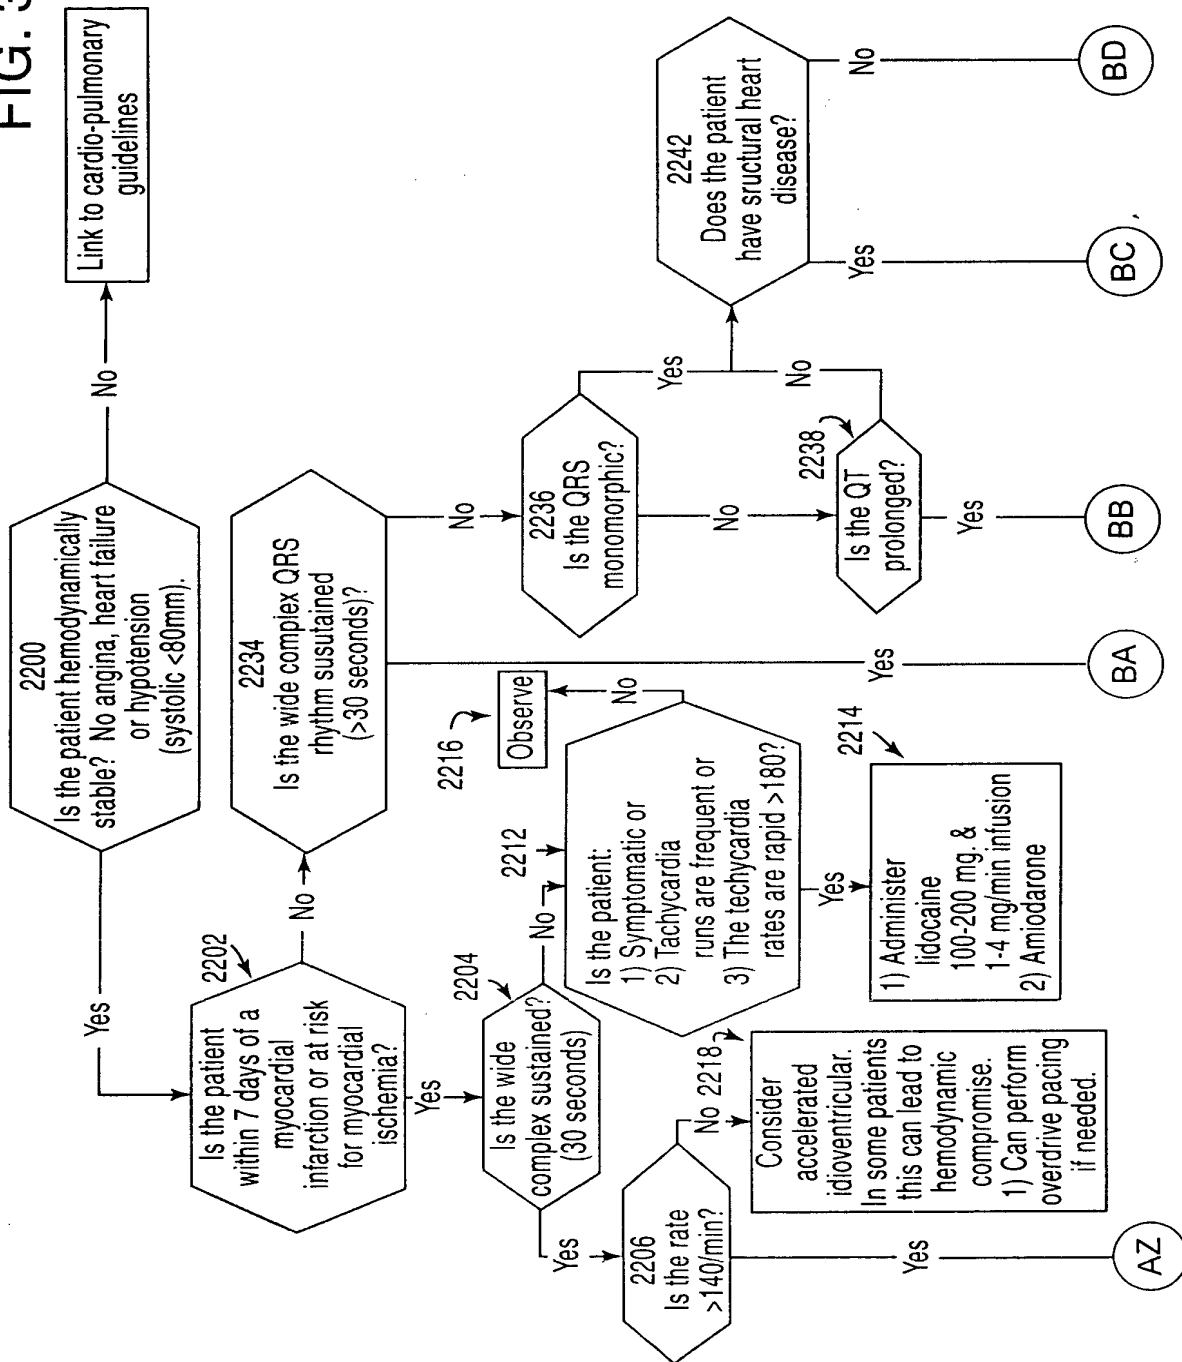 FIG. 3
Link to cardio-pulmonary
guidelines
No
2200
Is the patient hemodynamically
stable? No angina, heart failure
or hypotension
(systolic <80mm).
Yes
2202
Is the patient
within 7 days of a
myocardial
infarction or at risk
for myocardial
ischemia?
No
Yes
2234
Is the wide complex QRS
rhythm susutained
(>30 seconds)?
No
Yes
2204
Is the wide
complex sustained?
(30 seconds)
No
Yes
2236
Is the QRS
monomorphic?
Yes
No
2238
Is the QT
prolonged?
No
Yes
2242
Does the patient
have sructural heart
disease?
No
Yes
2212
Is the patient:
1) Symptomatic or
2) Tachycardia
runs are frequent or
3) The techycardia
rates are rapid >180?
No
Yes
2216
Observe
2214
1) Administer
lidocaine
100-200 mg. &
1-4 mg/min infusion
2) Amiodarone
2206
Is the rate
>140/min?
No
Yes
2218
Consider
accelerated
idioventricular.
In some patients
this can lead to
hemodynamic
compromise.
1) Can perform
overdrive pacing
if needed.
AZ
BA
BB
BC
BD